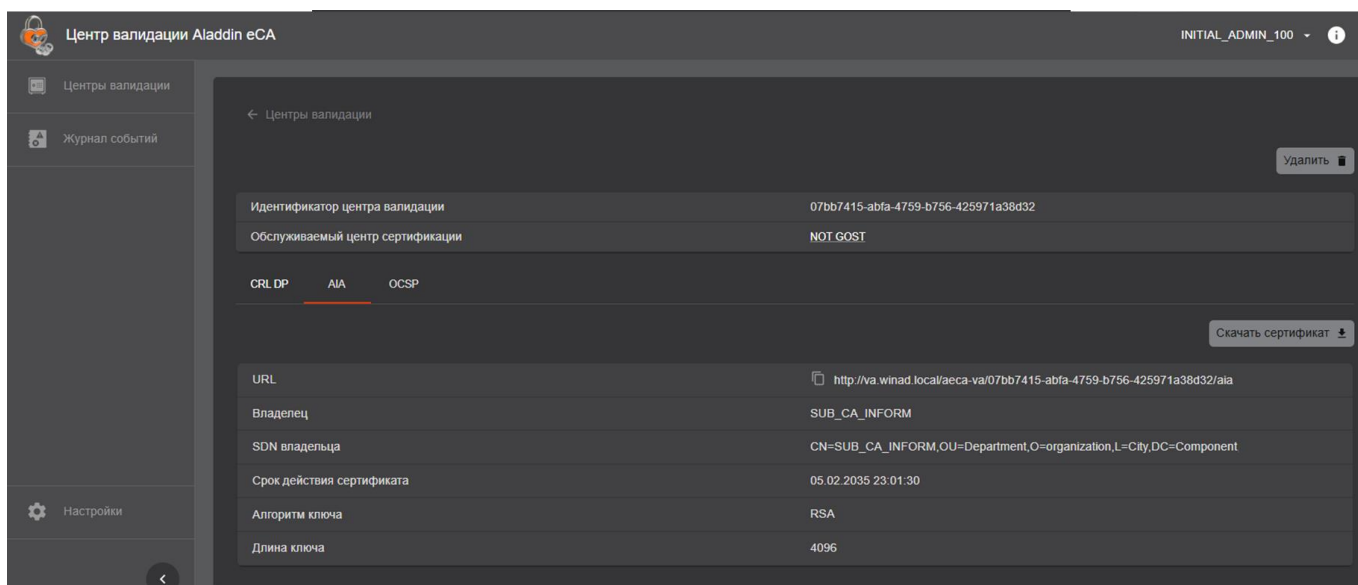 Центр валидации Aladdin eCA
INITIAL_ADMIN_100
Центры валидации
Журнал событий
Настройки
Центры валидации
Удалить
Идентификатор центра валидации 07bb7415-abfa-4759-b756-425971a38d32
Обслуживаемый центр сертификации NOT GOST
CRL DP AIA OCSP
Скачать сертификат
URL http://va.winad.local/aeca-va/07bb7415-abfa-4759-b756-425971a38d32/aia
Владелец SUB_CA_INFORM
SDN владельца CN=SUB_CA_INFORM,OU=Department,O=organization,L=City,DC=Component
Срок действия сертификата 05.02.2035 23:01:30
Алгоритм ключа RSA
Длина ключа 4096